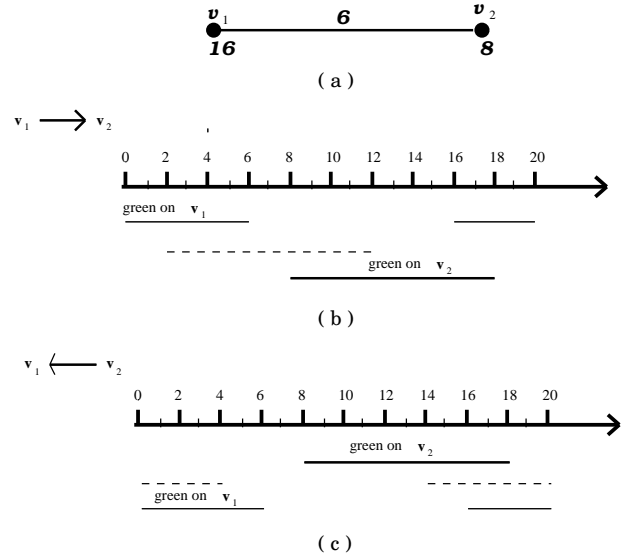 v₁ 6 v₂
16 8
( a )
v₁ v₂
0 2 4 6 8 10 12 14 16 18 20
green on v₁
green on v₂
( b )
v₁ v₂
0 2 4 6 8 10 12 14 16 18 20
green on v₂
green on v₁
( c )